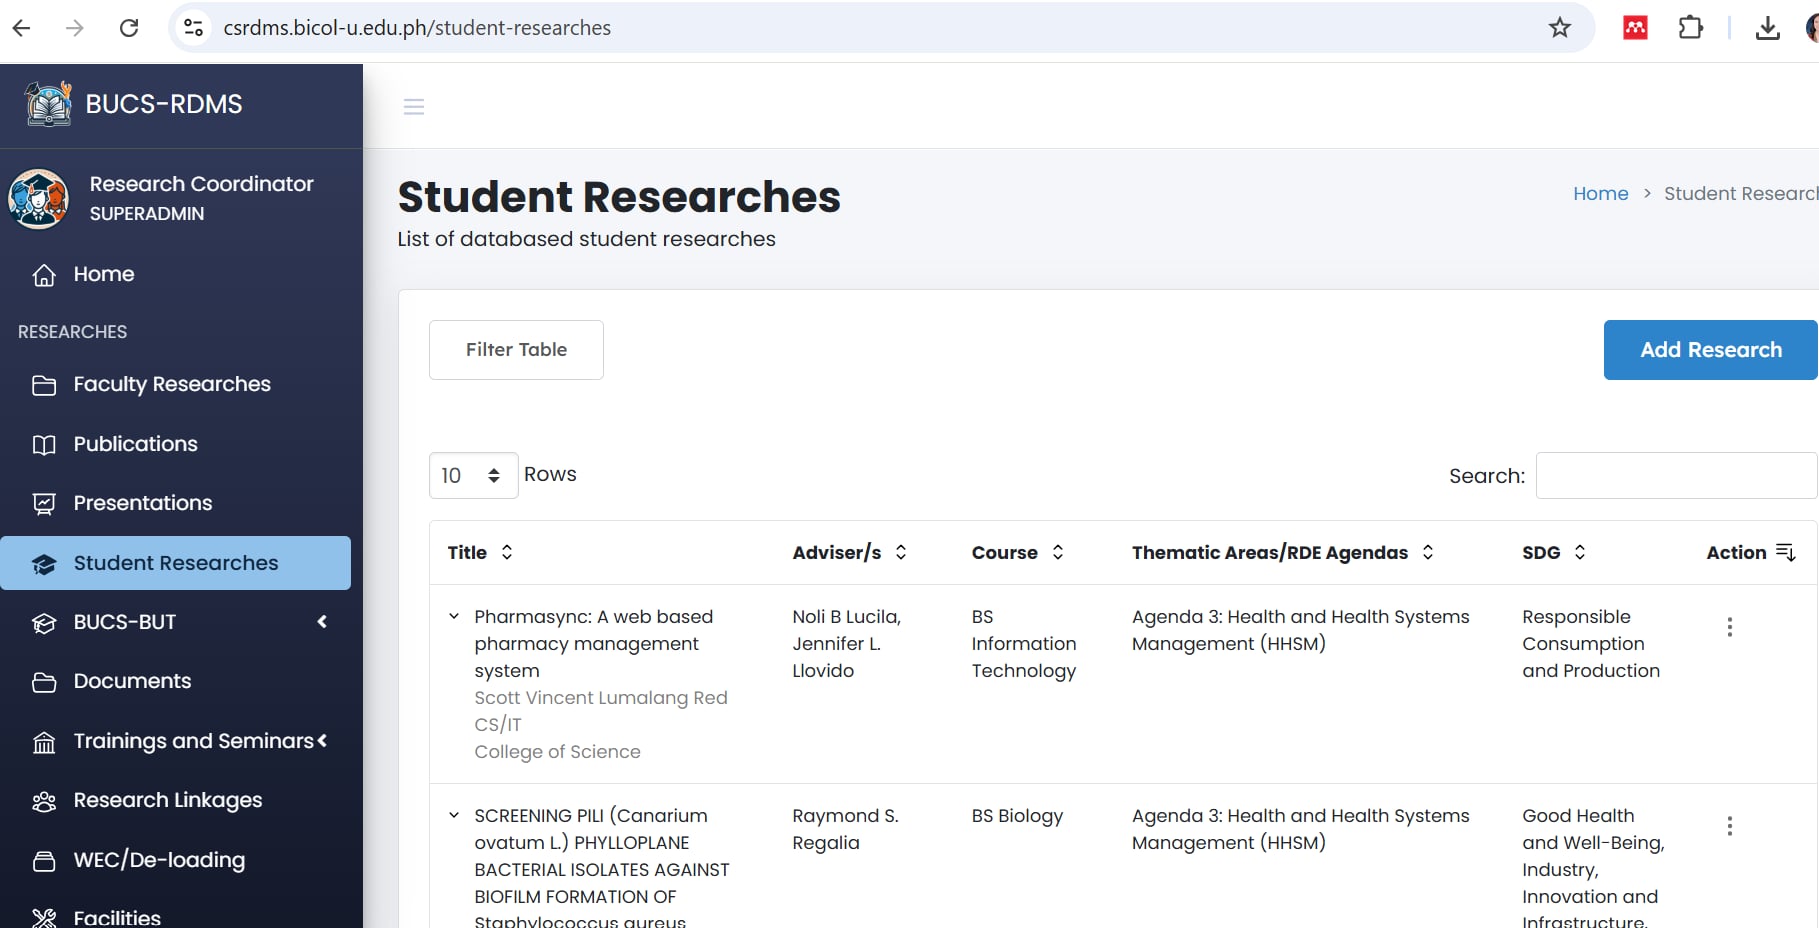 csrdms.bicol-u.edu.ph/student-researches
BUCS-RDMS
Research Coordinator
SUPERADMIN
Home
RESEARCHES
Faculty Researches
Publications
Presentations
Student Researches
BUCS-BUT
Documents
Trainings and Seminars
Research Linkages
WEC/De-loading
Facilities
Student Researches
List of databased student researches
Home > Student Research
Filter Table
Add Research
10 Rows
Search:
Title Adviser/s Course Thematic Areas/RDE Agendas SDG Action
Pharmasync: A web based
pharmacy management
system
Scott Vincent Lumalang Red
CS/IT
College of Science
Noli B Lucila,
Jennifer L.
Llovido
BS
Information
Technology
Agenda 3: Health and Health Systems
Management (HHSM)
Responsible
Consumption
and Production
SCREENING PILI (Canarium
ovatum L.) PHYLLOPLANE
BACTERIAL ISOLATES AGAINST
BIOFILM FORMATION OF
Staphylococcus aureus
Raymond S.
Regalia
BS Biology
Agenda 3: Health and Health Systems
Management (HHSM)
Good Health
and Well-Being,
Industry,
Innovation and
Infrastructure,